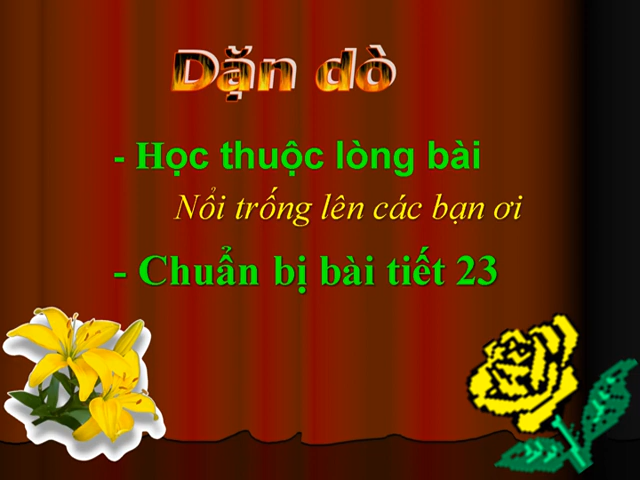 Dặn dò
- Học thuộc lòng bài
Nổi trống lên các bạn ơi
- Chuẩn bị bài tiết 23